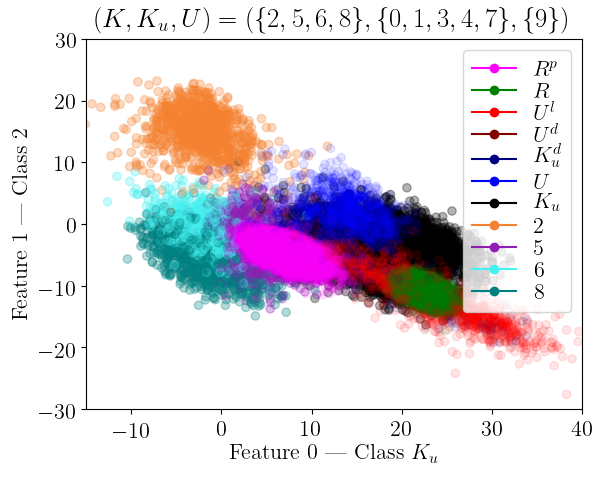 (K, K_u, U) = ({2, 5, 6, 8}, {0, 1, 3, 4, 7}, {9})
30
20
10
0
−10
−20
−30
Feature 1 — Class 2
R^p
R
U^l
U^d
K_u^d
U
K_u
2
5
6
8
−10 0 10 20 30 40
Feature 0 — Class K_u